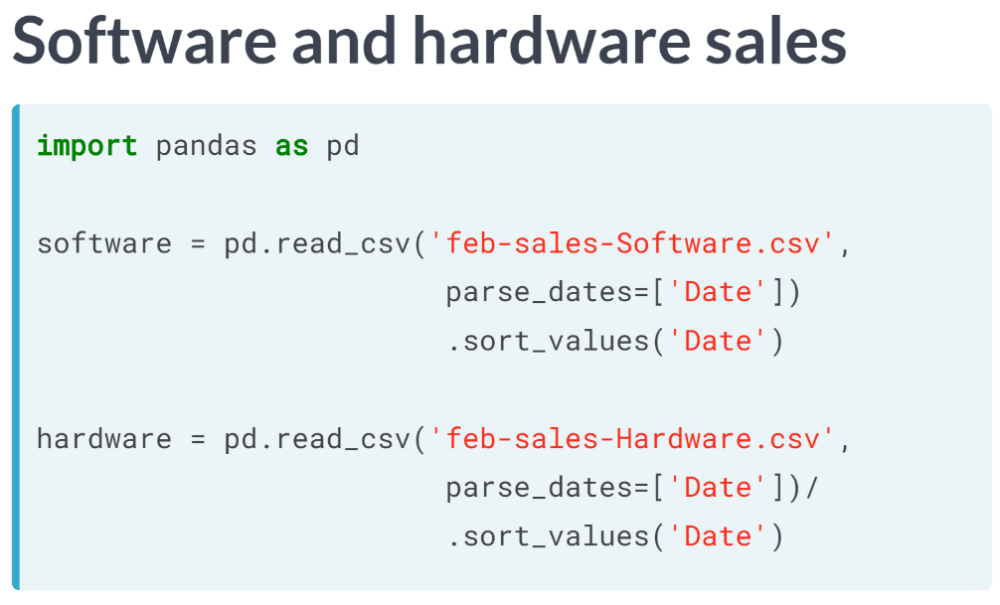 Software and hardware sales
import pandas as pd
software = pd.read_csv('feb-sales-Software.csv',
parse_dates=['Date'])
.sort_values('Date')
hardware = pd.read_csv('feb-sales-Hardware.csv',
parse_dates=['Date'])/
.sort_values('Date')